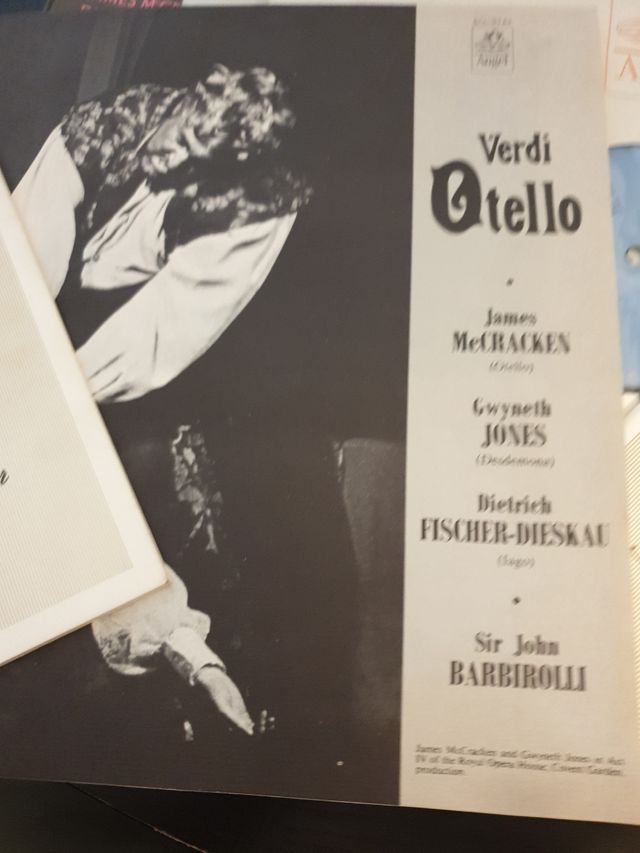 Angel
Verdi
Otello
James
McCRACKEN
(Otello)
Gwyneth
JONES
(Desdemona)
Dietrich
FISCHER-DIESKAU
(Iago)
Sir John
BARBIROLLI
James McCracken and Gwyneth Jones in Act
IV of the Royal Opera House, Covent Garden,
production.